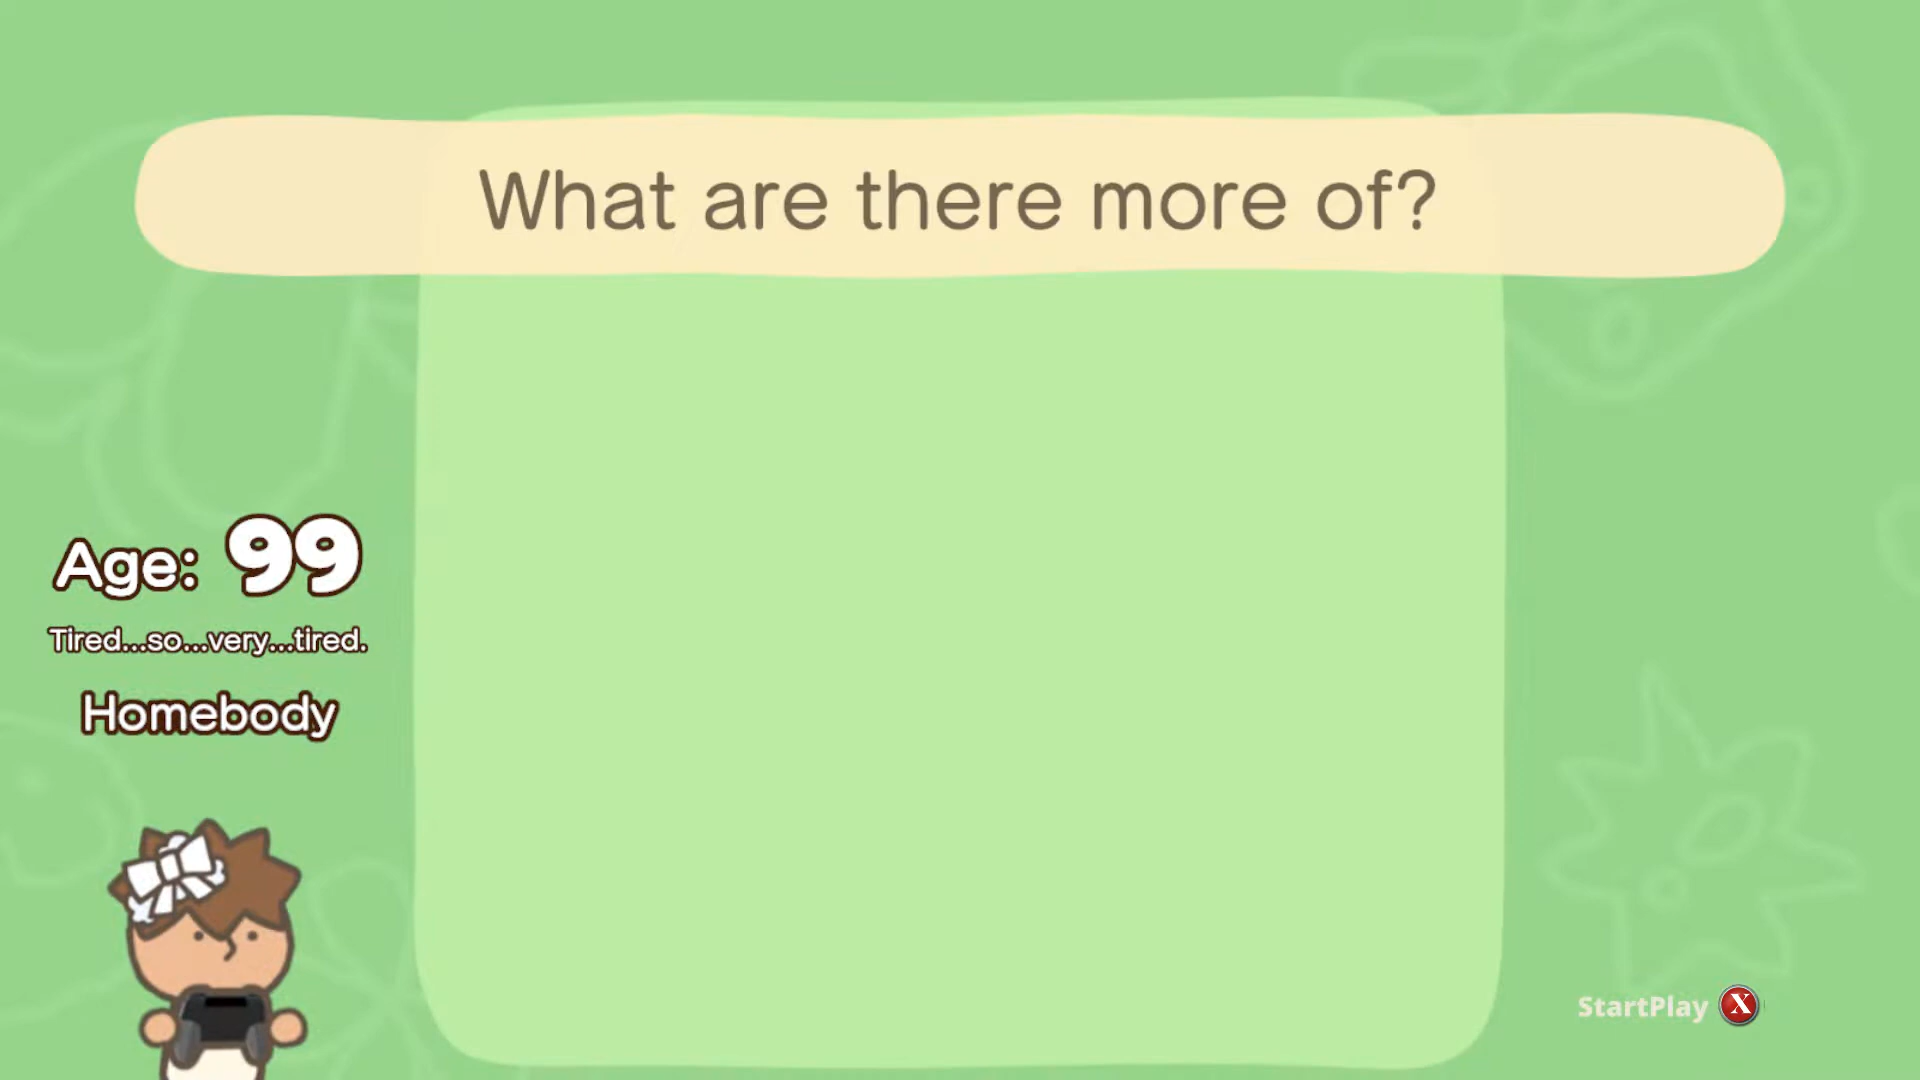 What are there more of?
Age: 99
Tired...so...very...tired.
Homebody
StartPlay X